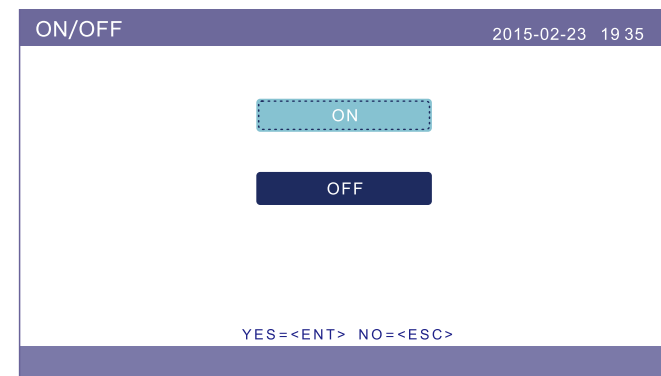 ON/OFF
2015-02-23 19 35
ON
OFF
YES=<ENT> NO=<ESC>